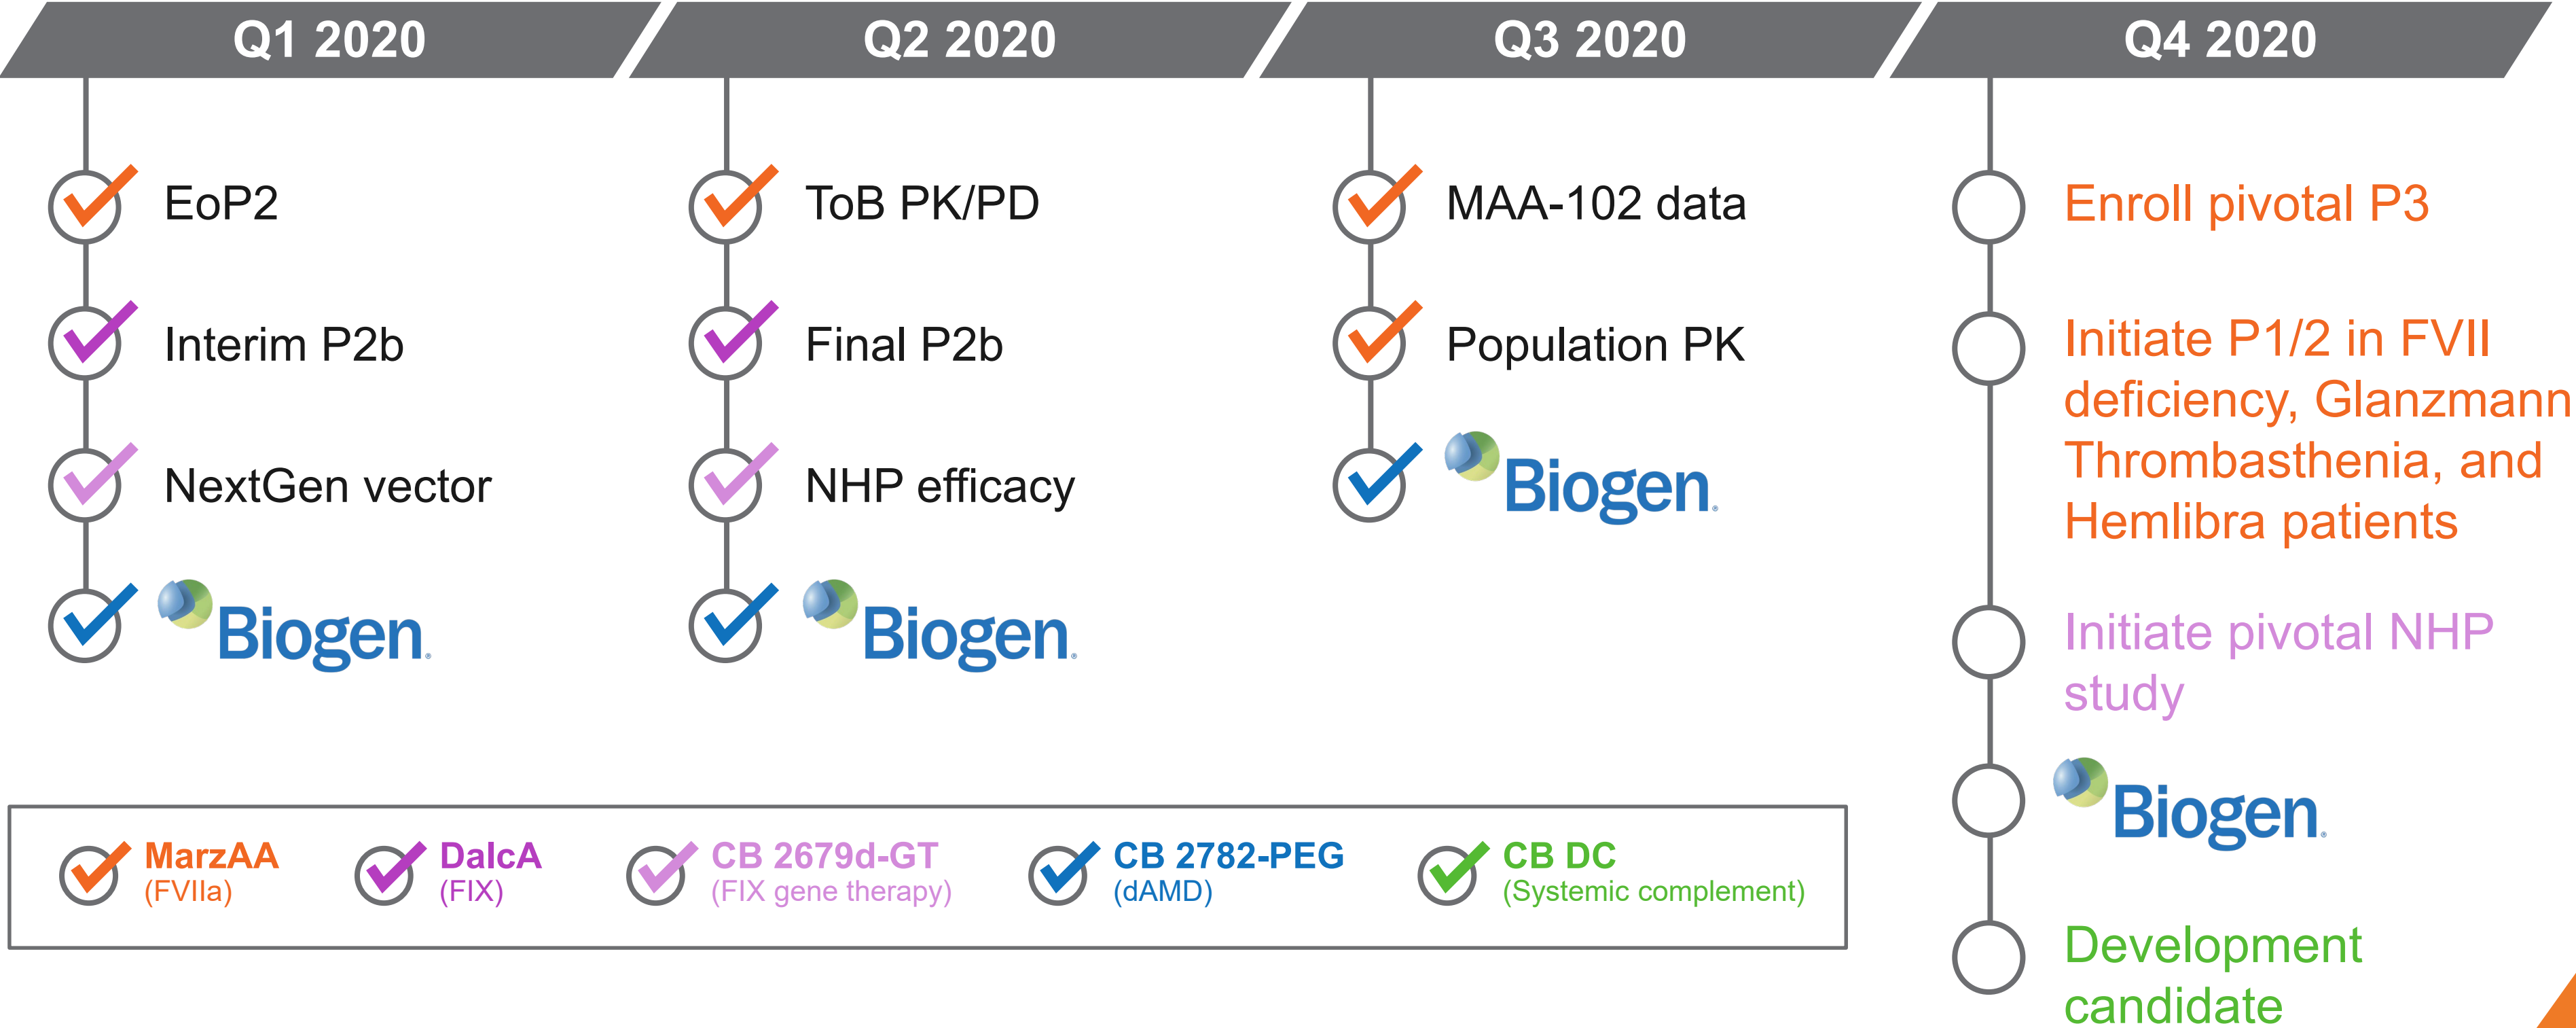 Q1 2020
Q2 2020
Q3 2020
Q4 2020
EoP2
Interim P2b
NextGen vector
Biogen®
ToB PK/PD
Final P2b
NHP efficacy
Biogen®
MAA-102 data
Population PK
Biogen®
Enroll pivotal P3
Initiate P1/2 in FVII
deficiency, Glanzmann
Thrombasthenia, and
Hemlibra patients
Initiate pivotal NHP
study
Biogen®
Development
candidate
MarzAA
(FVIIa)
DalcA
(FIX)
CB 2679d-GT
(FIX gene therapy)
CB 2782-PEG
(dAMD)
CB DC
(Systemic complement)